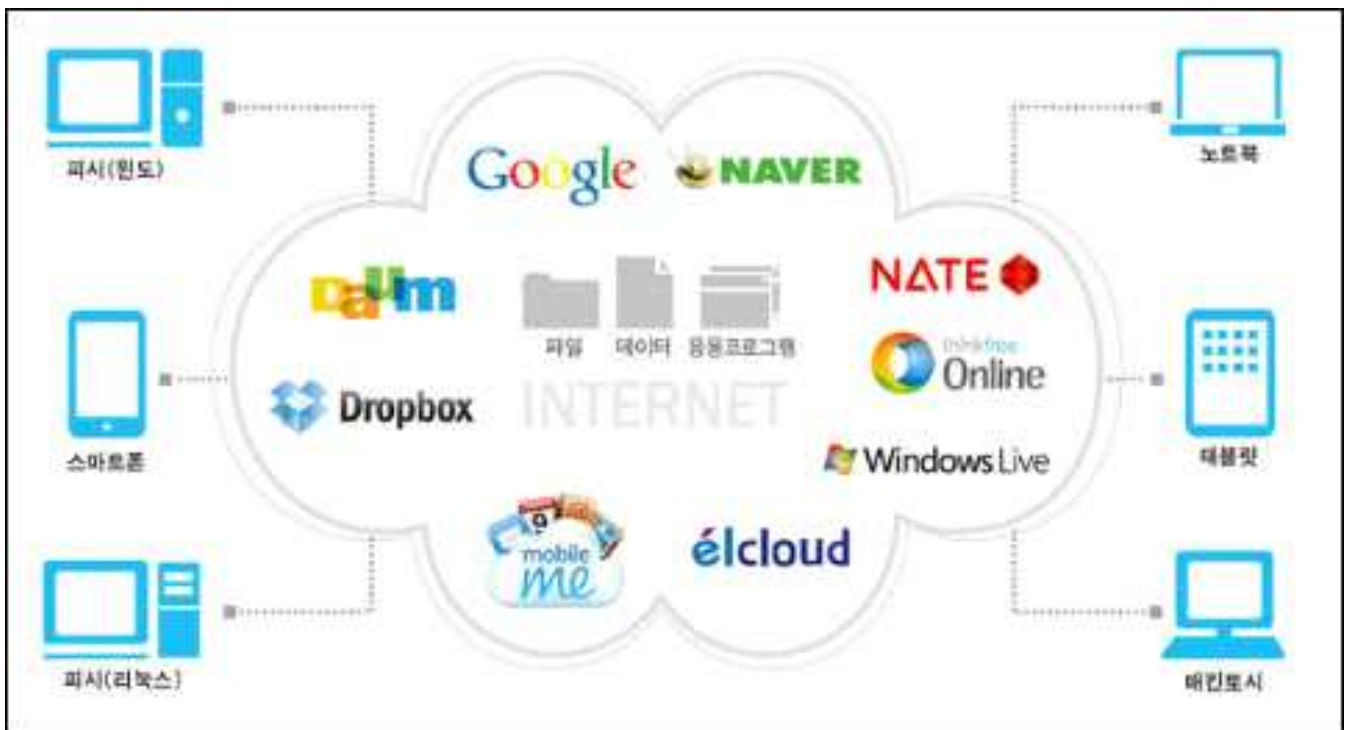 피시(윈도)
Google
NAVER
노트북
Daum
NATE
파일
데이터
응용프로그램
thinkfree
Online
INTERNET
Dropbox
스마트폰
Windows Live
태블릿
9
mobile
me
élcloud
피시(리눅스)
매킨토시